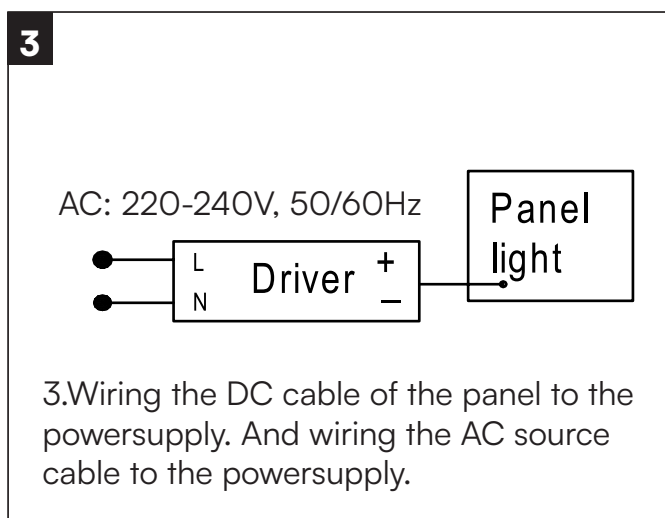 3
AC: 220-240V, 50/60Hz
Panel
light
L
Driver
+
N
–
3.Wiring the DC cable of the panel to the
powersupply. And wiring the AC source
cable to the powersupply.